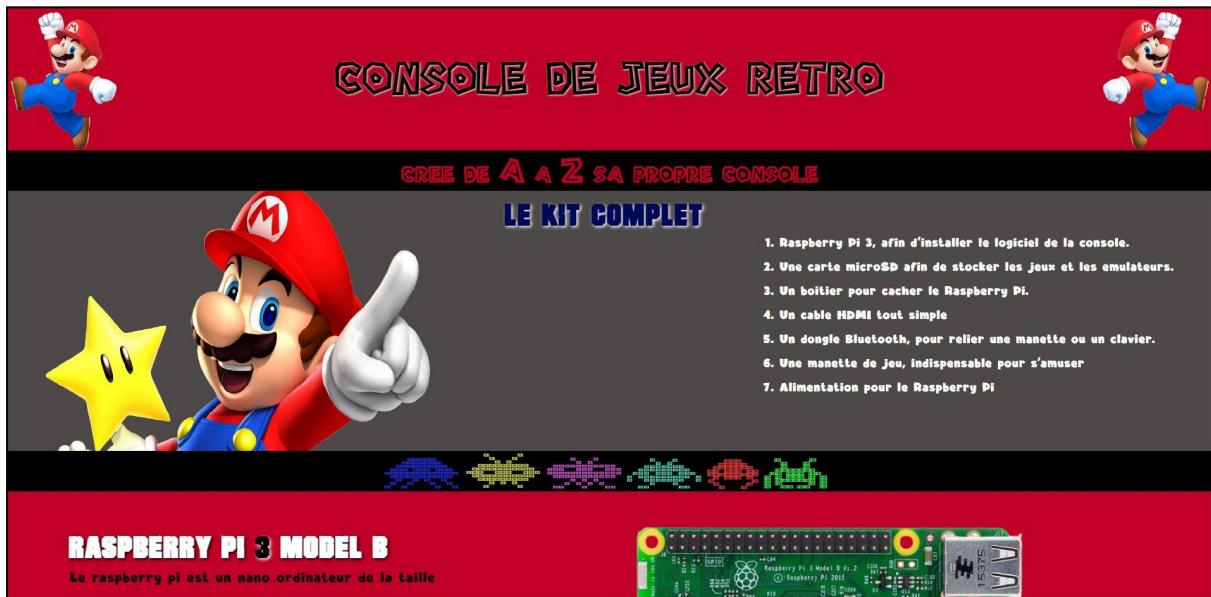 CONSOLE DE JEUX RETRO
CREE DE A A Z SA PROPRE CONSOLE
LE KIT COMPLET
1. Raspberry Pi 3, afin d'installer le logiciel de la console.
2. Une carte microSD afin de stocker les jeux et les emulateurs.
3. Un boitier pour cacher le Raspberry Pi.
4. Un cable HDMI tout simple
5. Un dongle Bluetooth, pour relier une manette ou un clavier.
6. Une manette de jeu, indispensable pour s'amuser
7. Alimentation pour le Raspberry Pi
RASPBERRY PI 3 MODEL B
Le raspberry pi est un nano ordinateur de la taille
GPIO
Raspberry Pi 3 Model B V1.2
© Raspberry Pi 2015
15375